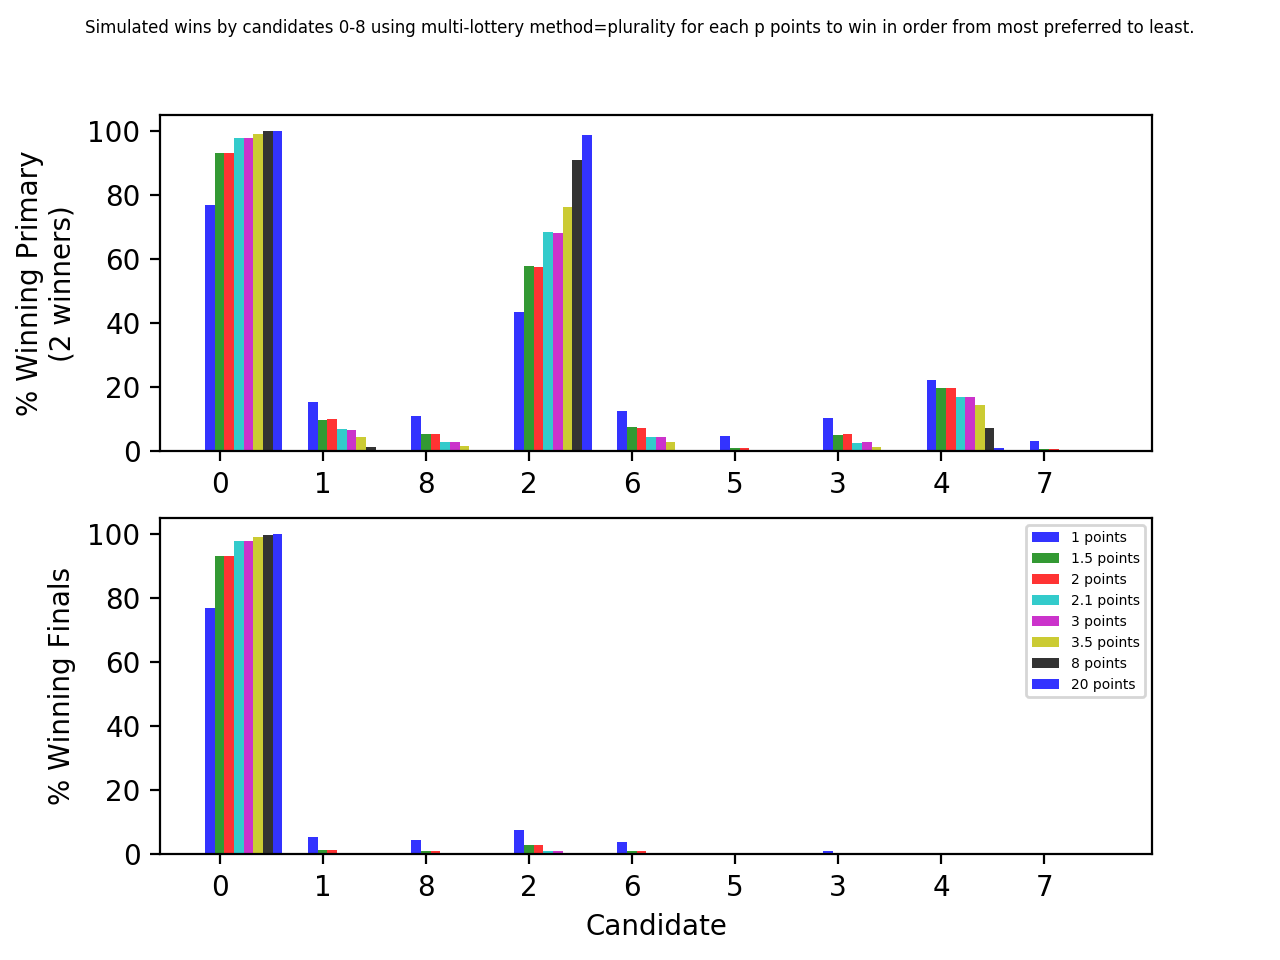 Simulated wins by candidates 0-8 using multi-lottery method=plurality for each p points to win in order from most preferred to least.
% Winning Primary
(2 winners)
100
80
60
40
20
0
0 1 8 2 6 5 3 4 7
% Winning Finals
100
80
60
40
20
0
1 points
1.5 points
2 points
2.1 points
3 points
3.5 points
8 points
20 points
0 1 8 2 6 5 3 4 7
Candidate